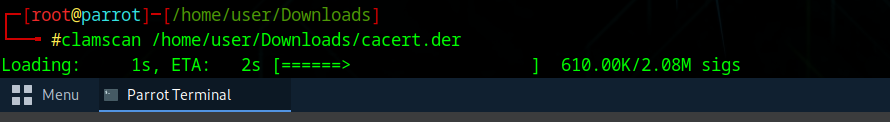 [root@parrot]─[/home/user/Downloads]
#clamscan /home/user/Downloads/cacert.der
Loading:     1s, ETA:   2s [======>                  ]  610.00K/2.08M sigs
Menu
Parrot Terminal